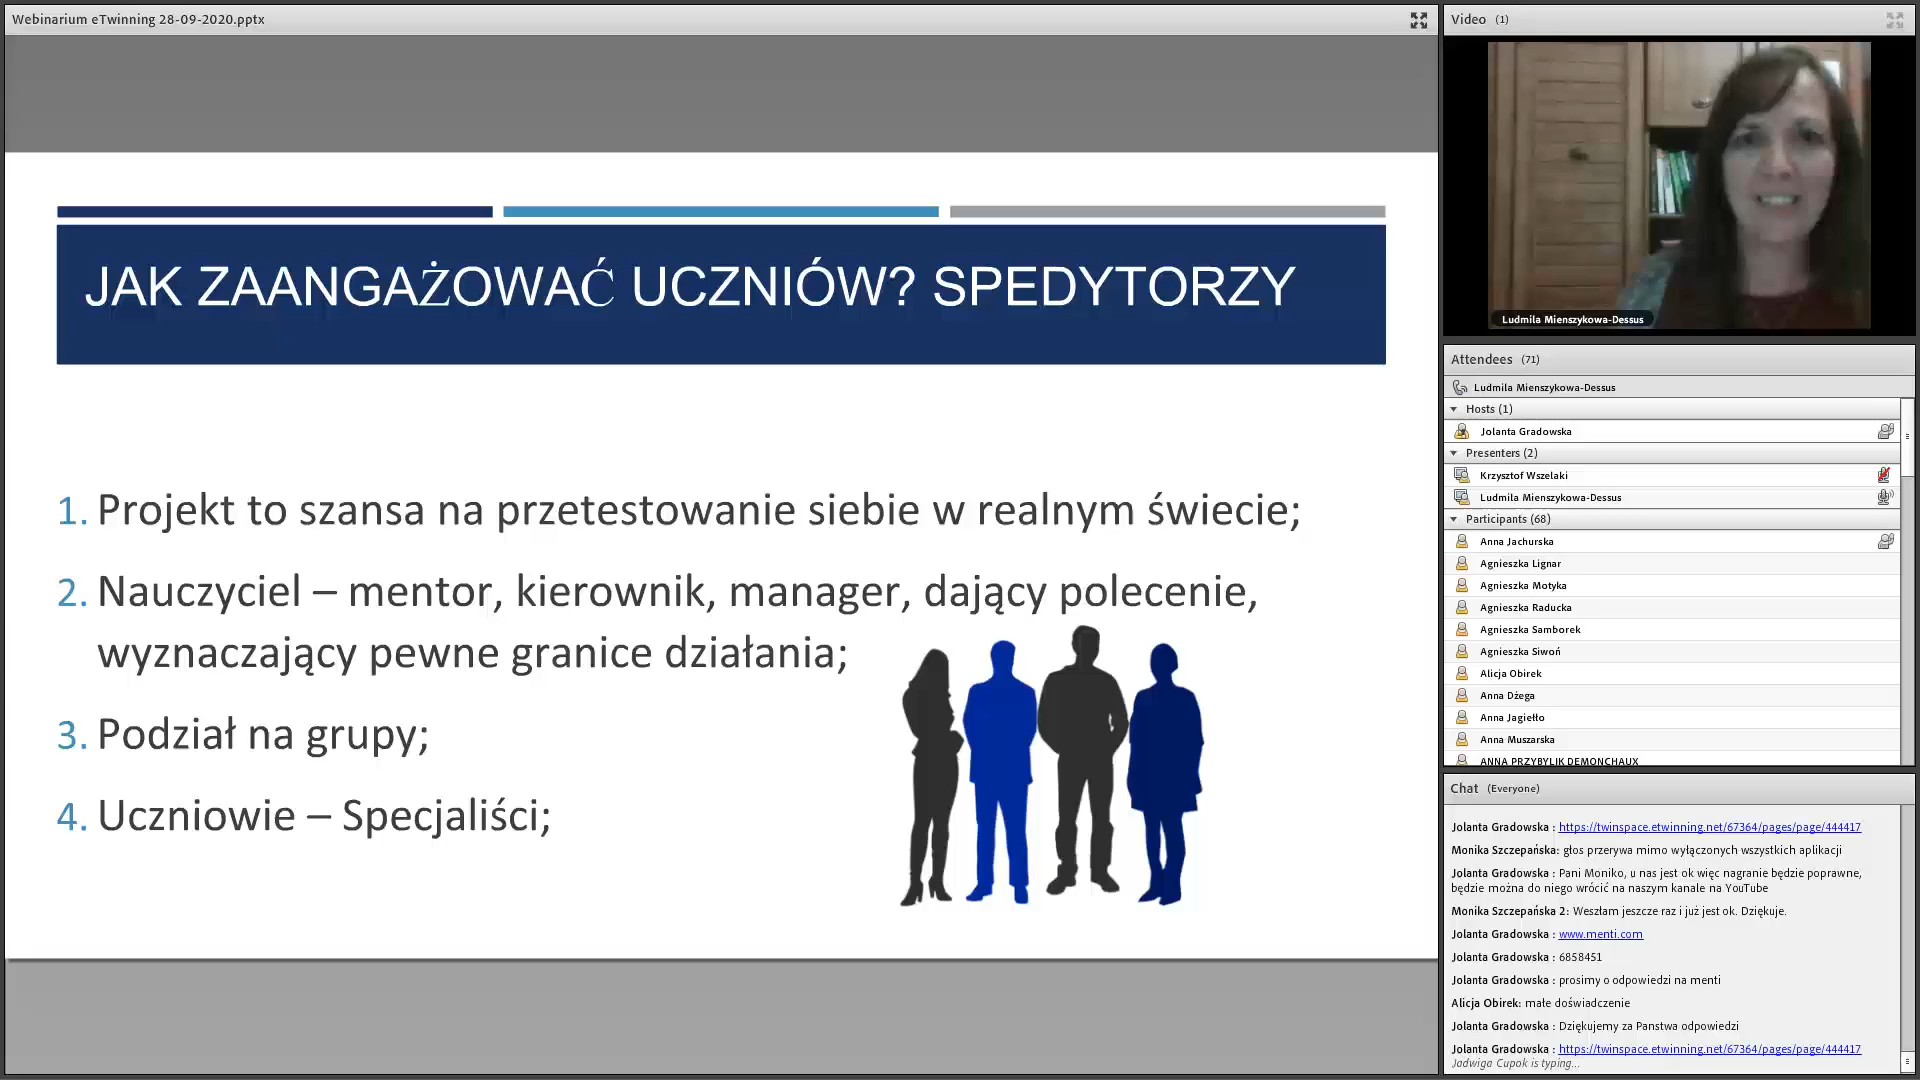 Webinarium eTwinning 28-09-2020.pptx
JAK ZAANGAŻOWAĆ UCZNIÓW? SPEDYTORZY
1. Projekt to szansa na przetestowanie siebie w realnym świecie;
2. Nauczyciel – mentor, kierownik, manager, dający polecenie,
wyznaczający pewne granice działania;
3. Podział na grupy;
4. Uczniowie – Specjaliści;
Video (1)
Ludmila Mienszykowa-Dessus
Attendees (71)
Ludmila Mienszykowa-Dessus
Hosts (1)
Jolanta Gradowska
Presenters (2)
Krzysztof Wszelaki
Ludmila Mienszykowa-Dessus
Participants (68)
Anna Jachurska
Agnieszka Lignar
Agnieszka Motyka
Agnieszka Raducka
Agnieszka Samborek
Agnieszka Siwoń
Alicja Obirek
Anna Dżega
Anna Jagiełło
Anna Muszarska
ANNA PRZYBYLIK DEMONCHAUX
Chat (Everyone)
Jolanta Gradowska : https://twinspace.etwinning.net/67364/pages/page/444417
Monika Szczepańska: głos przerywa mimo wyłączonych wszystkich aplikacji
Jolanta Gradowska : Pani Moniko, u nas jest ok więc nagranie będzie poprawne,
będzie można do niego wrócić na naszym kanale na YouTube
Monika Szczepańska 2: Weszłam jeszcze raz i już jest ok. Dziękuje.
Jolanta Gradowska : www.menti.com
Jolanta Gradowska : 6858451
Jolanta Gradowska : prosimy o odpowiedzi na menti
Alicja Obirek: małe doświadczenie
Jolanta Gradowska : Dziękujemy za Panstwa odpowiedzi
Jolanta Gradowska : https://twinspace.etwinning.net/67364/pages/page/444417
Jadwiga Cupok is typing...